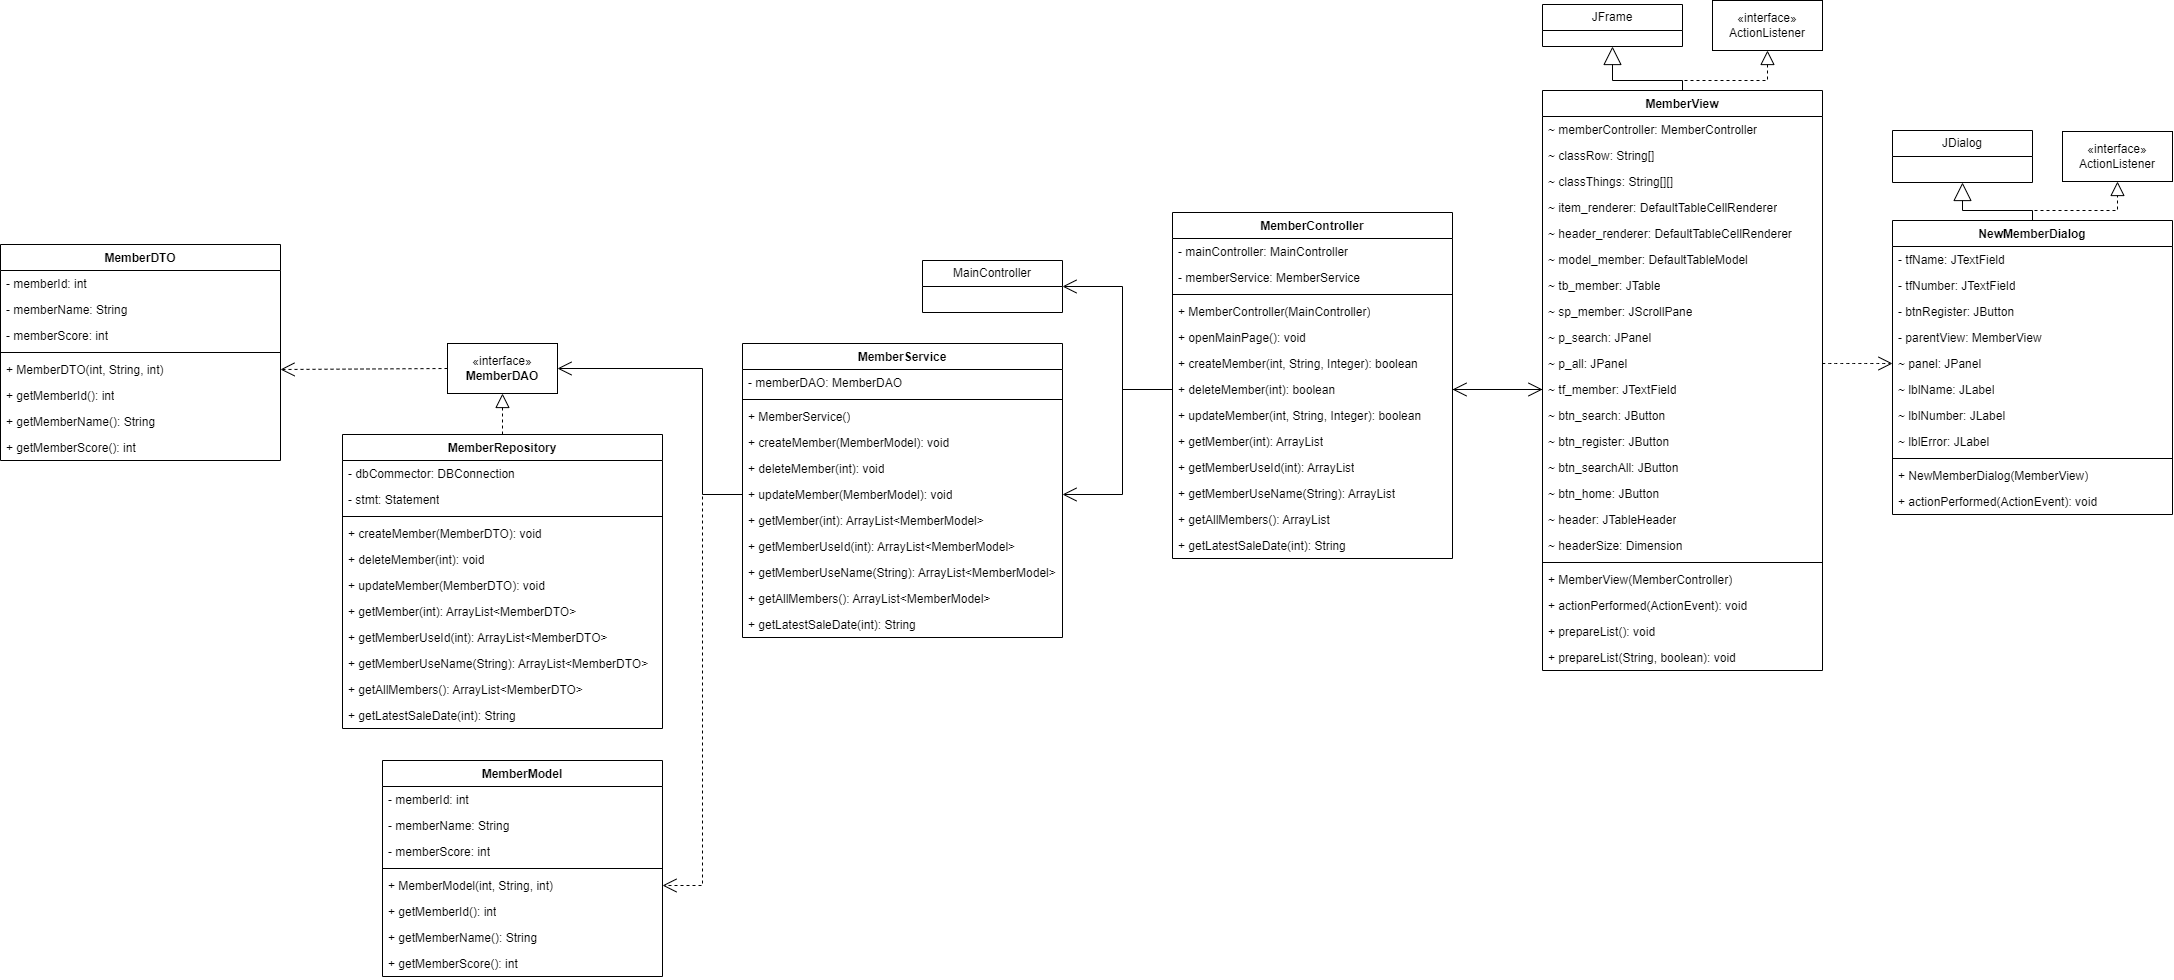 JFrame
«interface»
ActionListener
MemberView
~ memberController: MemberController
~ classRow: String[]
~ classThings: String[][]
~ item_renderer: DefaultTableCellRenderer
~ header_renderer: DefaultTableCellRenderer
~ model_member: DefaultTableModel
~ tb_member: JTable
~ sp_member: JScrollPane
~ p_search: JPanel
~ p_all: JPanel
~ tf_member: JTextField
~ btn_search: JButton
~ btn_register: JButton
~ btn_searchAll: JButton
~ btn_home: JButton
~ header: JTableHeader
~ headerSize: Dimension
+ MemberView(MemberController)
+ actionPerformed(ActionEvent): void
+ prepareList(): void
+ prepareList(String, boolean): void
JDialog
«interface»
ActionListener
NewMemberDialog
- tfName: JTextField
- tfNumber: JTextField
- btnRegister: JButton
- parentView: MemberView
~ panel: JPanel
~ lblName: JLabel
~ lblNumber: JLabel
~ lblError: JLabel
+ NewMemberDialog(MemberView)
+ actionPerformed(ActionEvent): void
MemberController
- mainController: MainController
- memberService: MemberService
+ MemberController(MainController)
+ openMainPage(): void
+ createMember(int, String, Integer): boolean
+ deleteMember(int): boolean
+ updateMember(int, String, Integer): boolean
+ getMember(int): ArrayList
+ getMemberUseId(int): ArrayList
+ getMemberUseName(String): ArrayList
+ getAllMembers(): ArrayList
+ getLatestSaleDate(int): String
MainController
MemberService
- memberDAO: MemberDAO
+ MemberService()
+ createMember(MemberModel): void
+ deleteMember(int): void
+ updateMember(MemberModel): void
+ getMember(int): ArrayList<MemberModel>
+ getMemberUseId(int): ArrayList<MemberModel>
+ getMemberUseName(String): ArrayList<MemberModel>
+ getAllMembers(): ArrayList<MemberModel>
+ getLatestSaleDate(int): String
MemberDTO
- memberId: int
- memberName: String
- memberScore: int
+ MemberDTO(int, String, int)
+ getMemberId(): int
+ getMemberName(): String
+ getMemberScore(): int
«interface»
MemberDAO
MemberRepository
- dbCommector: DBConnection
- stmt: Statement
+ createMember(MemberDTO): void
+ deleteMember(int): void
+ updateMember(MemberDTO): void
+ getMember(int): ArrayList<MemberDTO>
+ getMemberUseId(int): ArrayList<MemberDTO>
+ getMemberUseName(String): ArrayList<MemberDTO>
+ getAllMembers(): ArrayList<MemberDTO>
+ getLatestSaleDate(int): String
MemberModel
- memberId: int
- memberName: String
- memberScore: int
+ MemberModel(int, String, int)
+ getMemberId(): int
+ getMemberName(): String
+ getMemberScore(): int